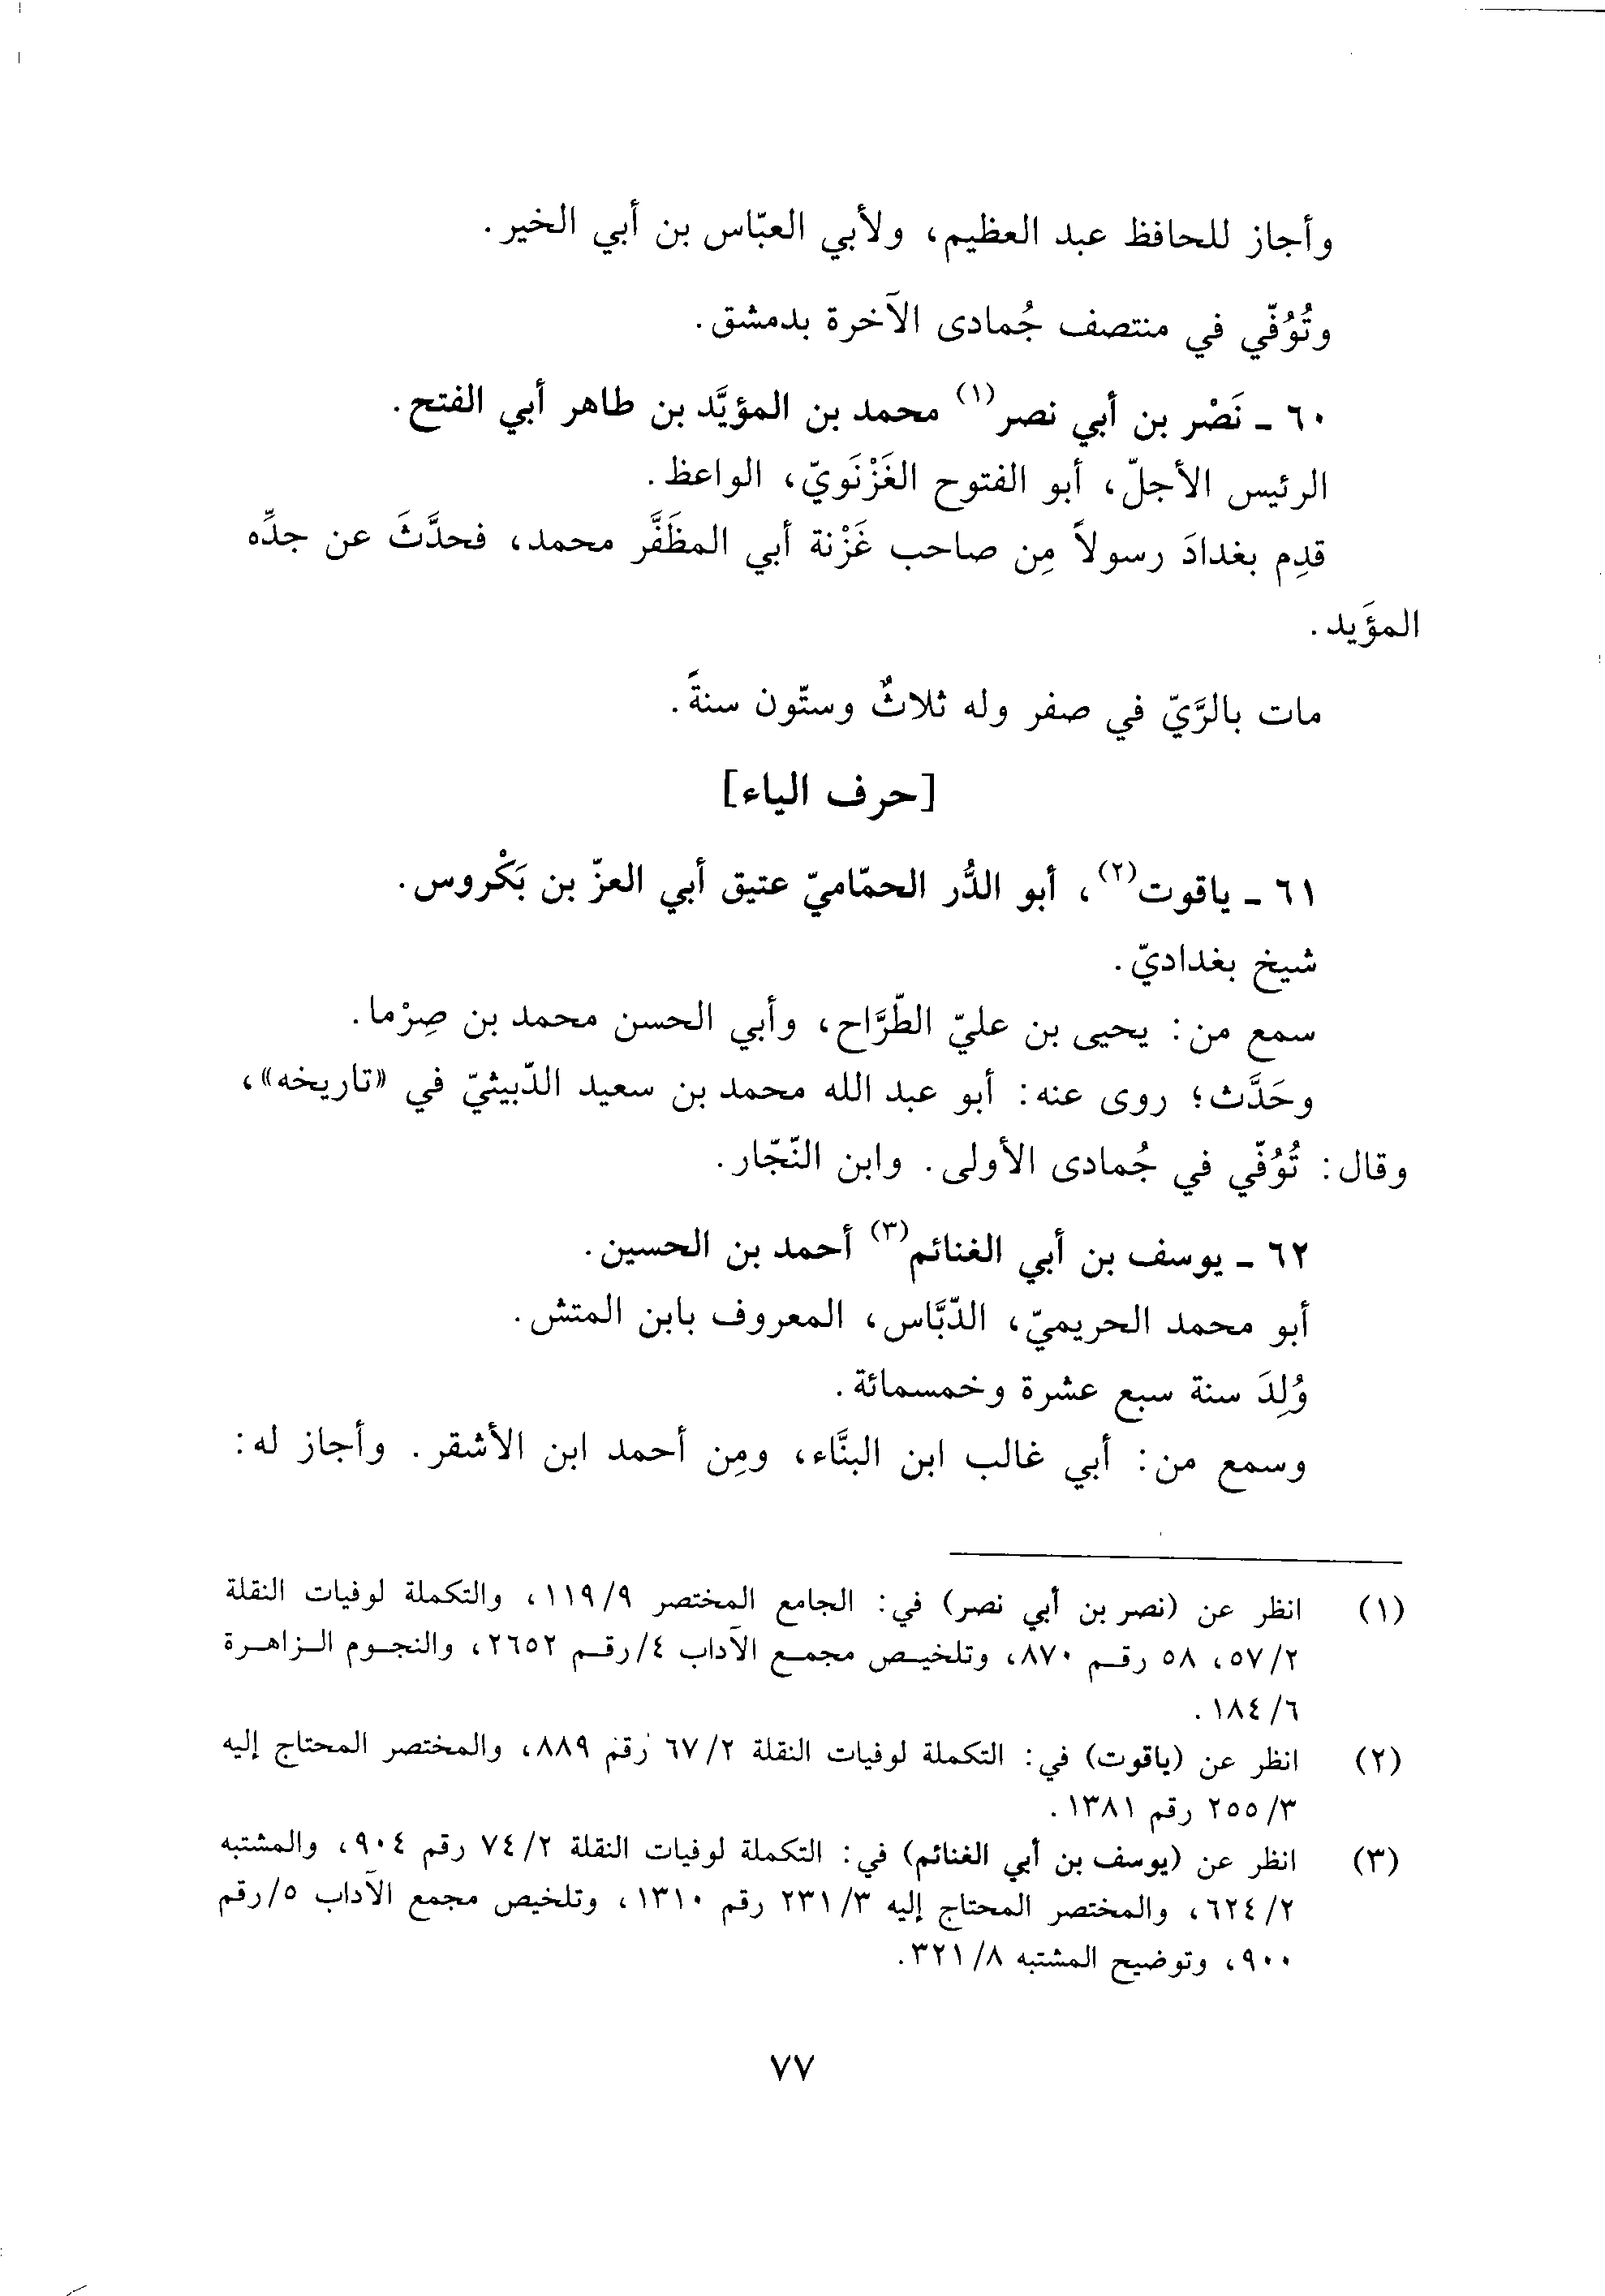 وأجاز للحافظ عبد العظيم، ولأبي العبّاس بن أبي الخير.
وتُوُفّي في منتصف جُمادى الآخرة بدمشق.
٦٠ ـ نَصْر بن أبي نصر(١) محمد بن المؤيَّد بن طاهر أبي الفتح.
الرئيس الأجلّ، أبو الفتوح الغَزْنَويّ، الواعظ.
قدِم بغدادَ رسولاً مِن صاحب غَزْنة أبي المظَفَّر محمد، فحدَّثَ عن جدِّه
المؤَيد.
مات بالرَّيّ في صفر وله ثلاثٌ وستّون سنةً.
[حرف الياء]
٦١ ـ ياقوت(٢)، أبو الدُّر الحمّاميّ عتيق أبي العزّ بن بَكْروس.
شيخ بغداديّ.
سمع من: يحيى بن عليّ الطّرَّاح، وأبي الحسن محمد بن صِرْما.
وحَدَّث؛ روى عنه: أبو عبد الله محمد بن سعيد الدّبيثيّ في «تاريخه»،
وقال: تُوُفّي في جُمادى الأولى. وابن النّجّار.
٦٢ ـ يوسف بن أبي الغنائم(٣) أحمد بن الحسين.
أبو محمد الحريميّ، الدّبَّاس، المعروف بابن المتش.
وُلِدَ سنة سبع عشرة وخمسمائة.
وسمع من: أبي غالب ابن البنَّاء، ومِن أحمد ابن الأشقر. وأجاز له:
(١) انظر عن (نصر بن أبي نصر) في: الجامع المختصر ٩/ ١١٩، والتكملة لوفيات النقلة
٢/ ٥٧، ٥٨ رقم ٨٧٠، وتلخيص مجمع الآداب ٤/ رقم ٢٦٥٢، والنجوم الزاهرة
٦/ ١٨٤.
(٢) انظر عن (ياقوت) في: التكملة لوفيات النقلة ٢/ ٦٧ رقم ٨٨٩، والمختصر المحتاج إليه
٣/ ٢٥٥ رقم ١٣٨١.
(٣) انظر عن (يوسف بن أبي الغنائم) في: التكملة لوفيات النقلة ٢/ ٧٤ رقم ٩٠٤، والمشتبه
٢/ ٦٢٤، والمختصر المحتاج إليه ٣/ ٢٣١ رقم ١٣١٠، وتلخيص مجمع الآداب ٥/ رقم
٩٠٠، وتوضيح المشتبه ٨/ ٣٢١.
٧٧